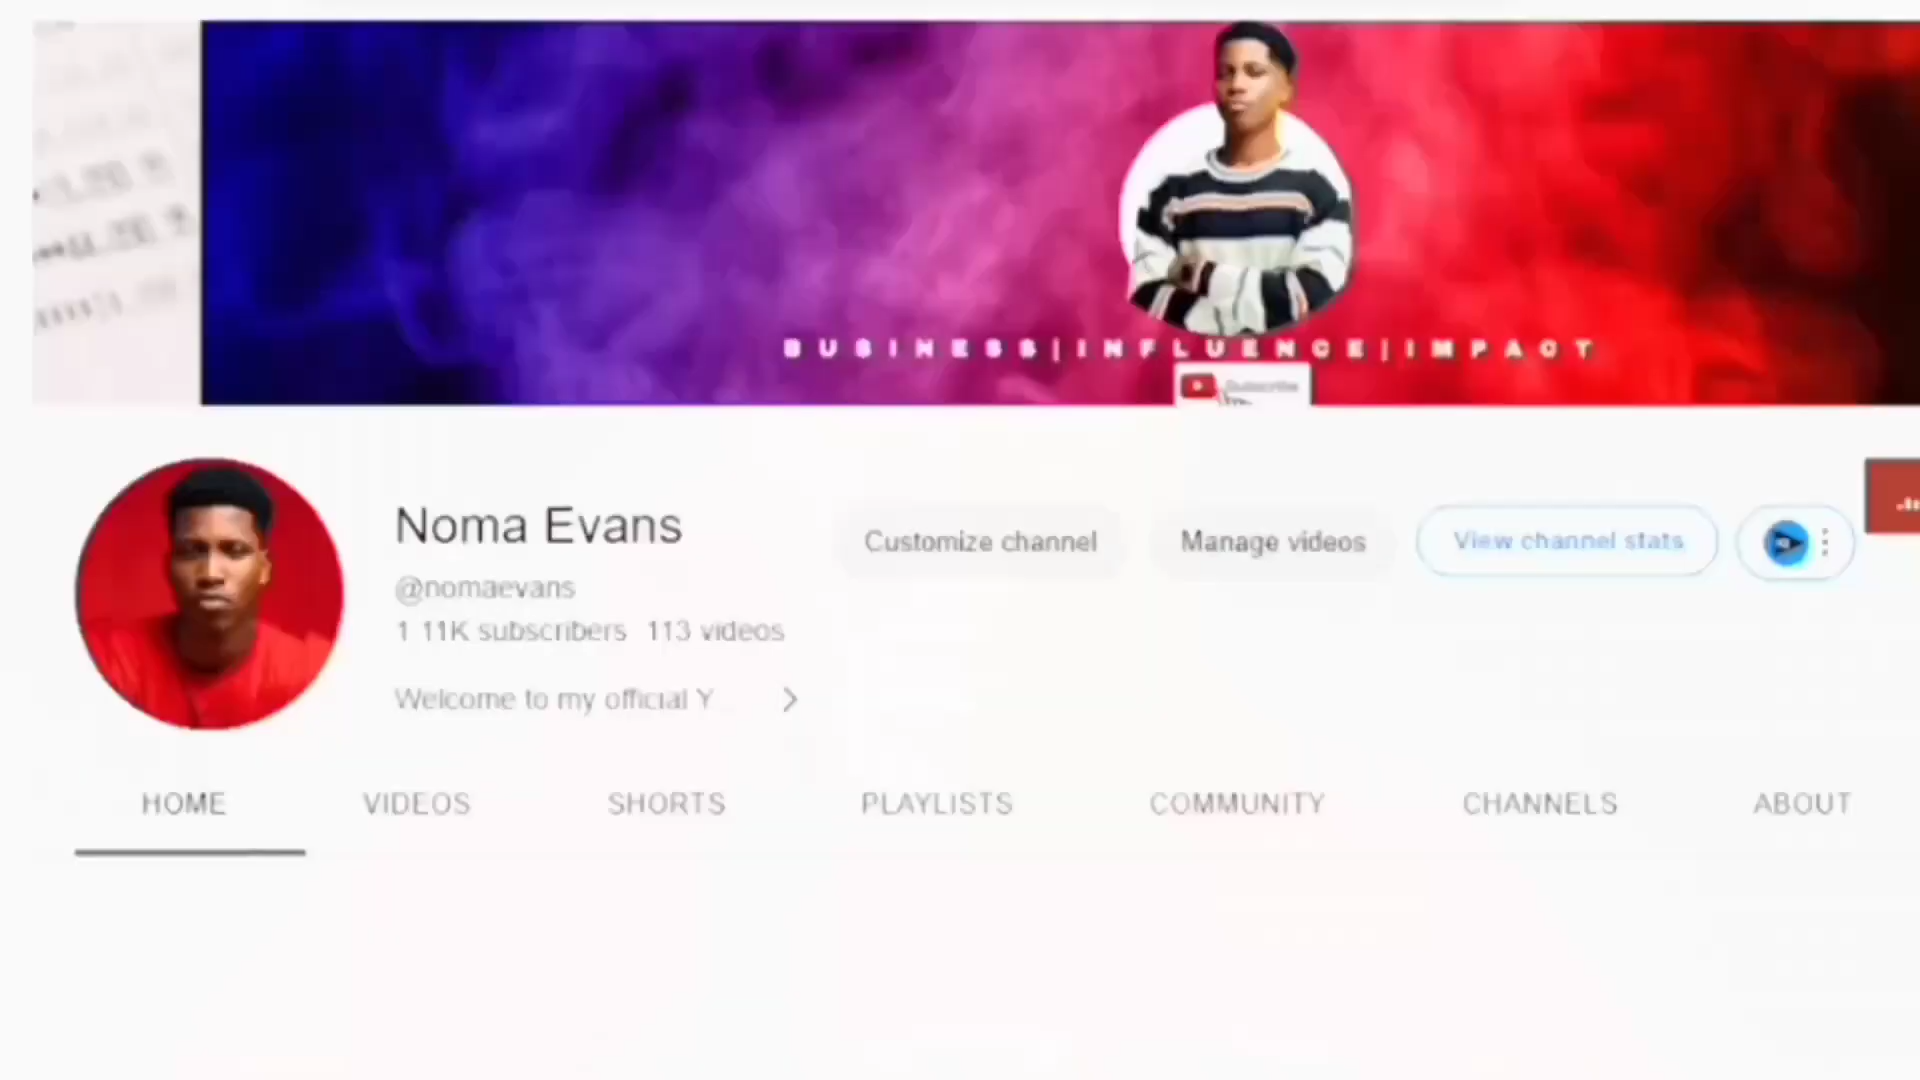 BUSINESS|INFLUENCE|IMPACT
Subscribe
Noma Evans
@nomaevans
1 11K subscribers 113 videos
Welcome to my official Y
Customize channel
Manage videos
View channel stats
HOME VIDEOS SHORTS PLAYLISTS COMMUNITY CHANNELS ABOUT